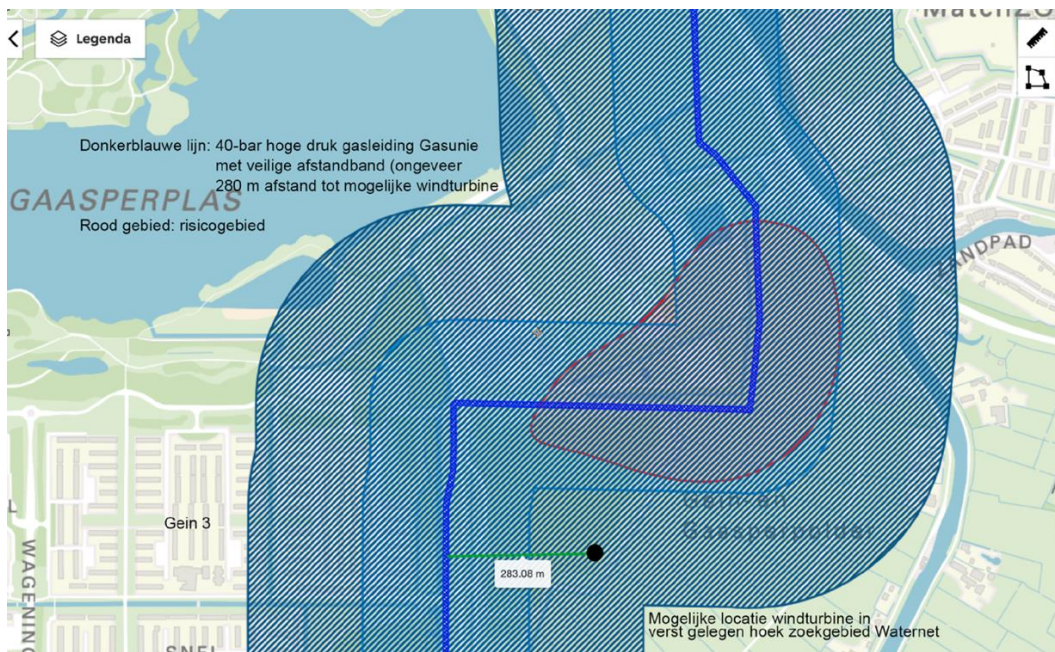 Legenda
Donkerblauwe lijn: 40-bar hoge druk gasleiding Gasunie
met veilige afstandband (ongeveer
280 m afstand tot mogelijke windturbine
GAASPERPLAS
Rood gebied: risicogebied
ZANDPAD
Gein 3
Gaasperpolder
283.08 m
Mogelijke locatie windturbine in
verst gelegen hoek zoekgebied Waternet